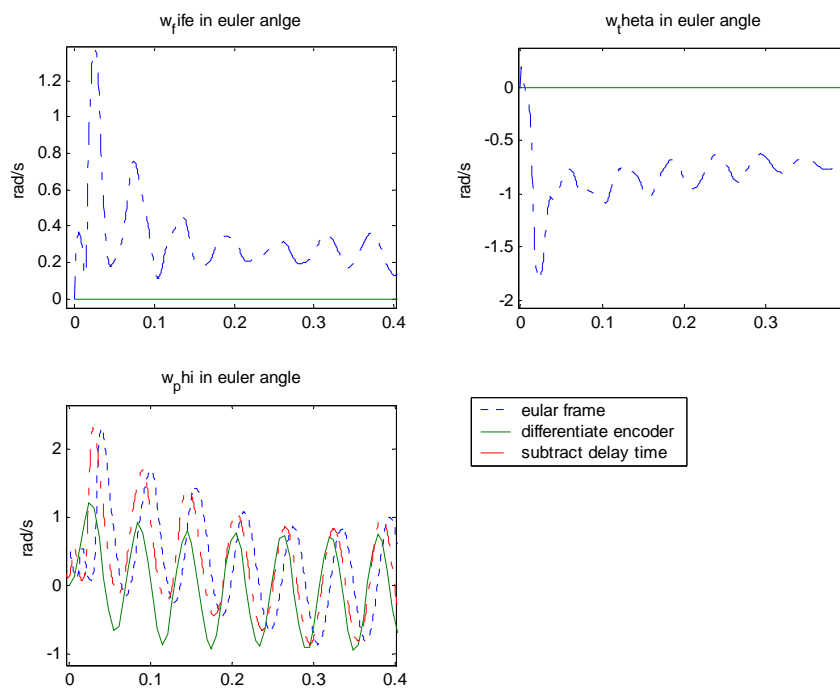 w_fife in euler anlge
rad/s
1.2
1
0.8
0.6
0.4
0.2
0
0 0.1 0.2 0.3 0.4
w_theta in euler angle
rad/s
0
-0.5
-1
-1.5
-2
0 0.1 0.2 0.3
w_phi in euler angle
rad/s
2
1
0
-1
0 0.1 0.2 0.3 0.4
eular frame
differentiate encoder
subtract delay time